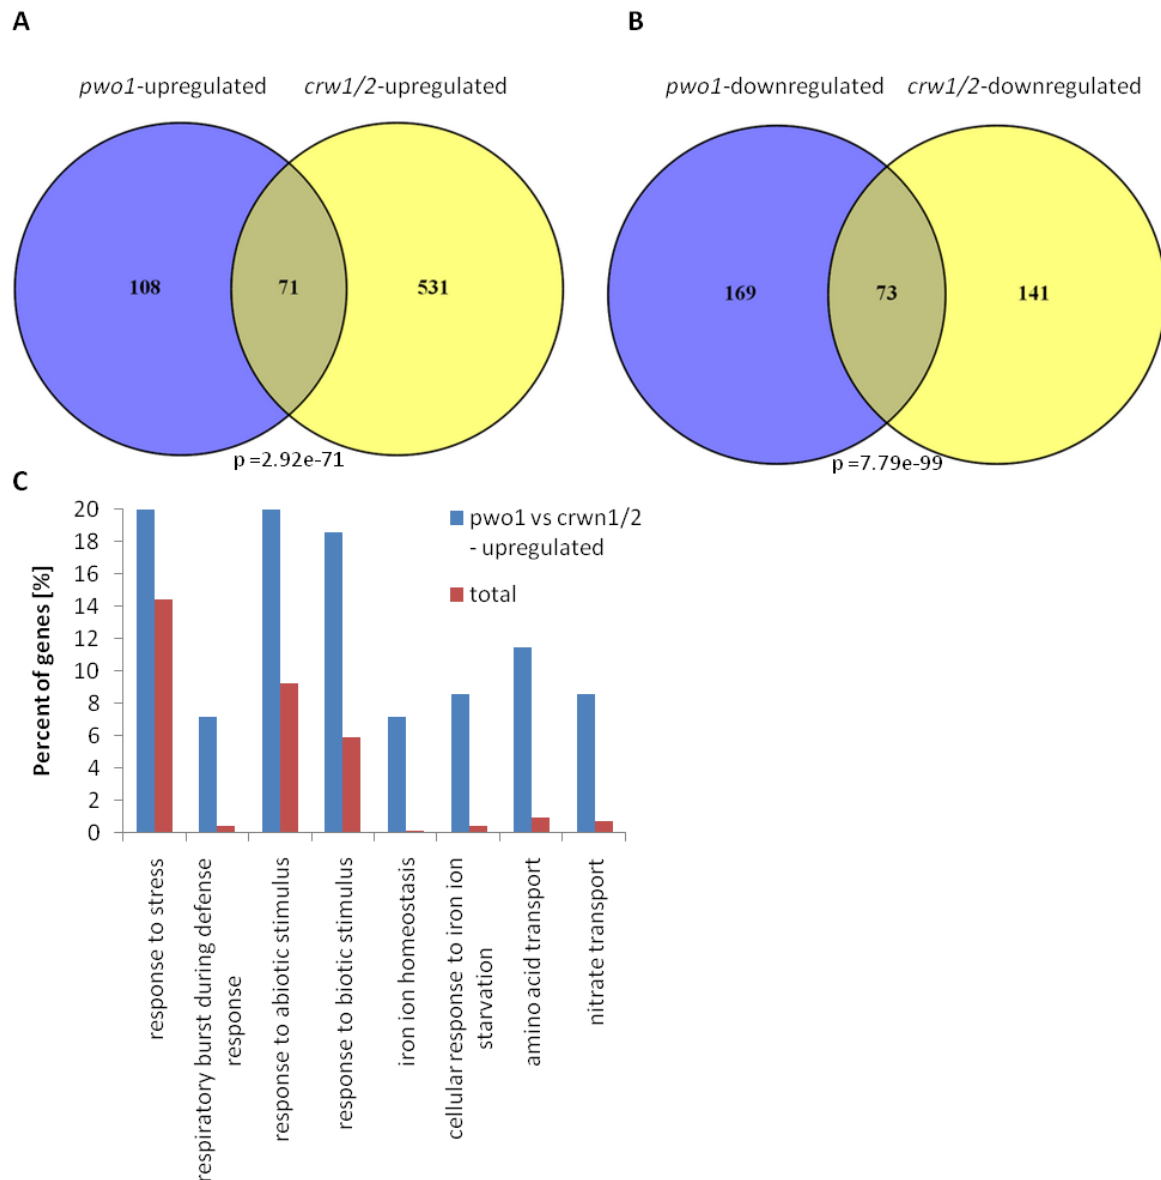 A
B
pwo1-upregulated
crw1/2-upregulated
pwo1-downregulated
crw1/2-downregulated
108
71
531
169
73
141
p =2.92e-71
p =7.79e-99
C
Percent of genes [%]
20
18
16
14
12
10
8
6
4
2
0
pwo1 vs crwn1/2
- upregulated
total
response to stress
respiratory burst during defense
response
response to abiotic stimulus
response to biotic stimulus
iron ion homeostasis
cellular response to iron ion
starvation
amino acid transport
nitrate transport